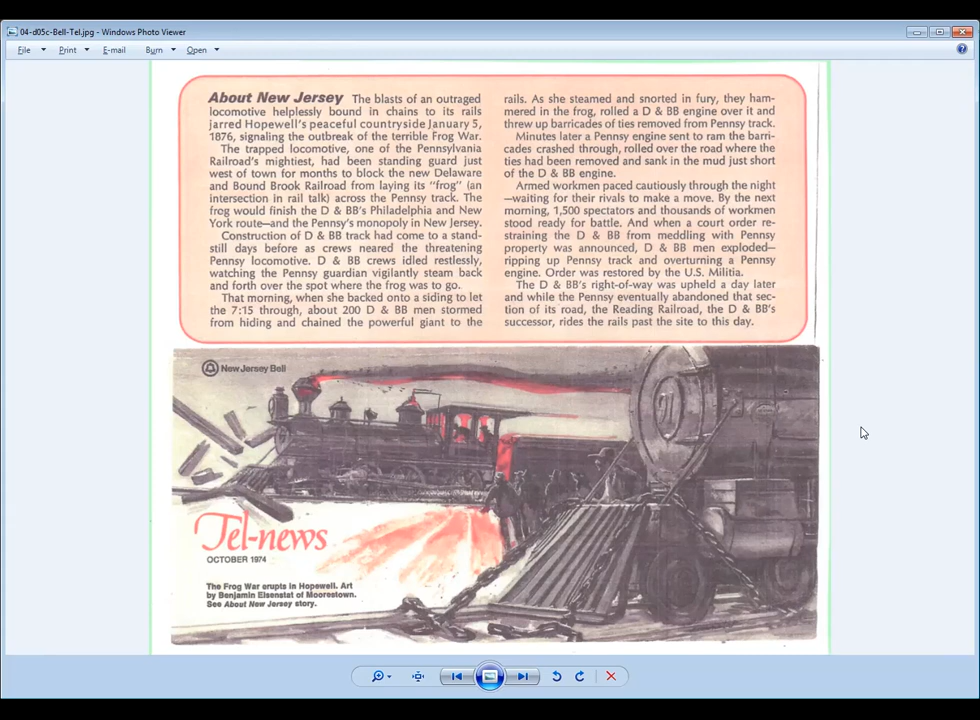 04-d05c-Bell-Tel.jpg - Windows Photo Viewer
File Print E-mail Burn Open
About New Jersey The blasts of an outraged
locomotive helplessly bound in chains to its rails
jarred Hopewell's peaceful countryside January 5,
1876, signaling the outbreak of the terrible Frog War.
The trapped locomotive, one of the Pennsylvania
Railroad's mightiest, had been standing guard just
west of town for months to block the new Delaware
and Bound Brook Railroad from laying its "frog" (an
intersection in rail talk) across the Pennsy track. The
frog would finish the D & BB's Philadelphia and New
York route—and the Pennsy's monopoly in New Jersey.
Construction of D & BB track had come to a stand-
still days before as crews neared the threatening
Pennsy locomotive. D & BB crews idled restlessly,
watching the Pennsy guardian vigilantly steam back
and forth over the spot where the frog was to go.
That morning, when she backed onto a siding to let
the 7:15 through, about 200 D & BB men stormed
from hiding and chained the powerful giant to the
rails. As she steamed and snorted in fury, they ham-
mered in the frog, rolled a D & BB engine over it and
threw up barricades of ties removed from Pennsy track.
Minutes later a Pennsy engine sent to ram the barri-
cades crashed through, rolled over the road where the
ties had been removed and sank in the mud just short
of the D & BB engine.
Armed workmen paced cautiously through the night
—waiting for their rivals to make a move. By the next
morning, 1,500 spectators and thousands of workmen
stood ready for battle. And when a court order re-
straining the D & BB from meddling with Pennsy
property was announced, D & BB men exploded—
ripping up Pennsy track and overturning a Pennsy
engine. Order was restored by the U.S. Militia.
The D & BB's right-of-way was upheld a day later
and while the Pennsy eventually abandoned that sec-
tion of its road, the Reading Railroad, the D & BB's
successor, rides the rails past the site to this day.
New Jersey Bell
Tel-news
OCTOBER 1974
The Frog War erupts in Hopewell. Art
by Benjamin Eisenstat of Moorestown.
See About New Jersey story.